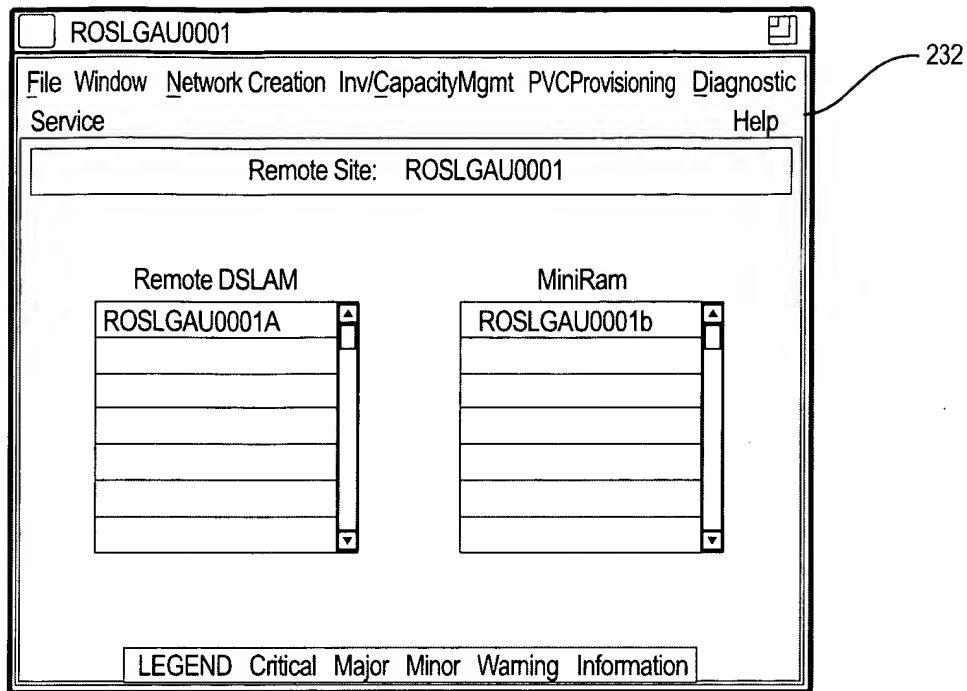 ROSLGAU0001
232
File Window Network Creation Inv/CapacityMgmt PVCProvisioning Diagnostic
Service Help
Remote Site: ROSLGAU0001
Remote DSLAM MiniRam
ROSLGAU0001A ROSLGAU0001b
LEGEND Critical Major Minor Warning Information